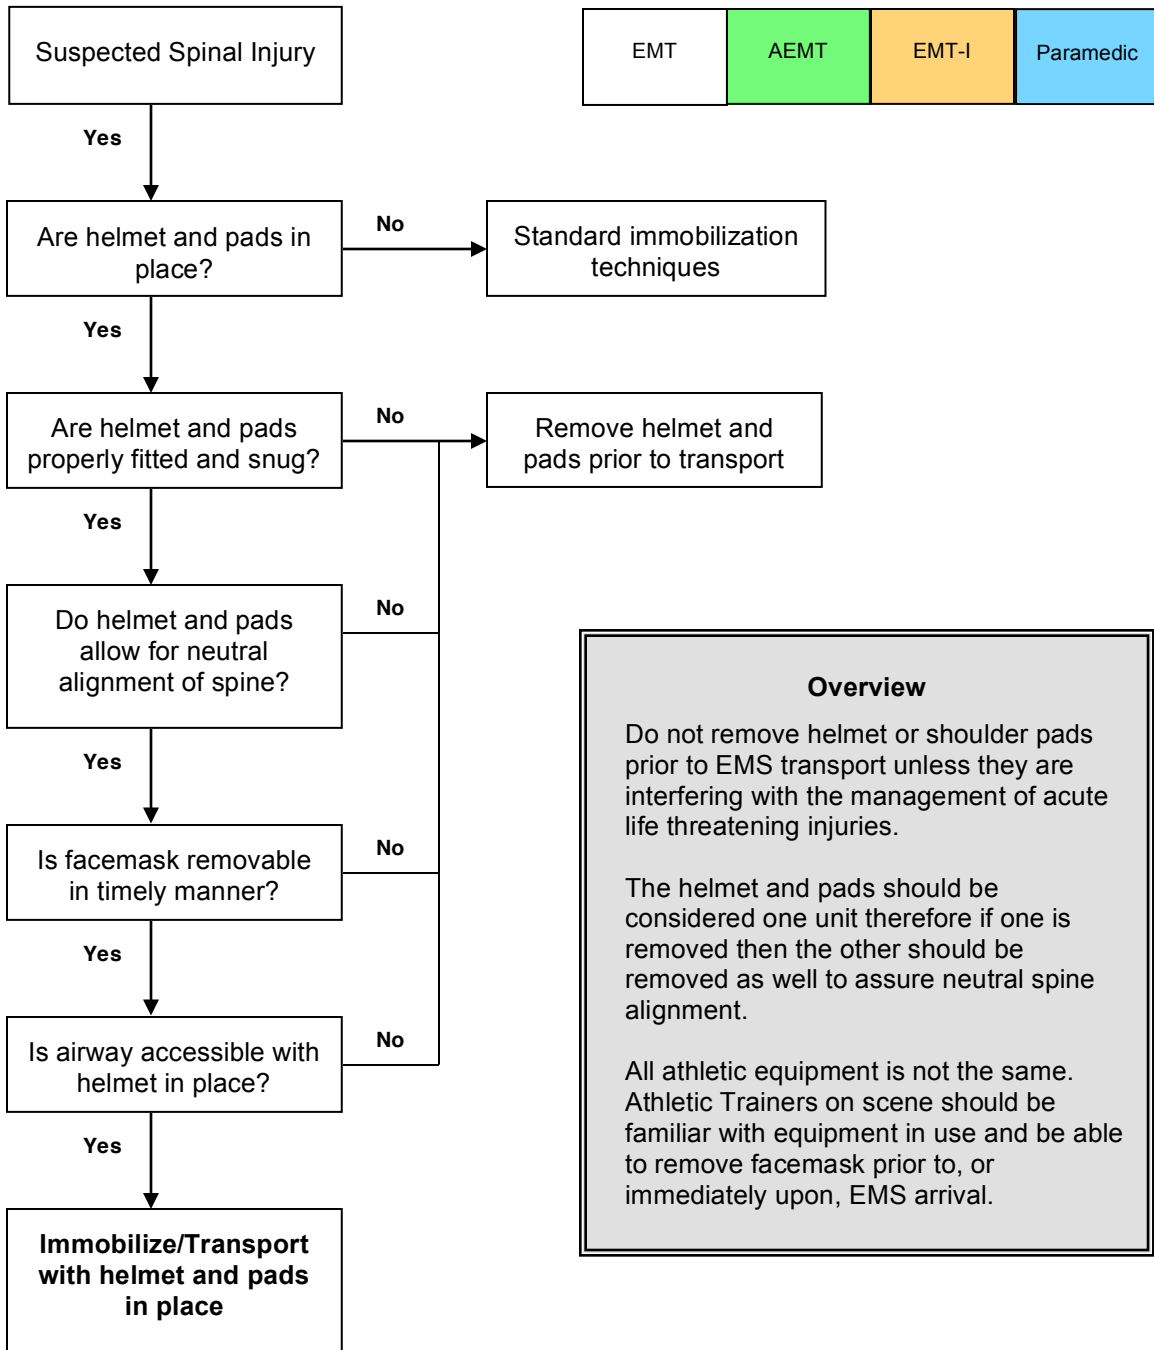 Suspected Spinal Injury
EMT
AEMT
EMT-I
Paramedic
Yes
Are helmet and pads in
place?
No
Standard immobilization
techniques
Yes
Are helmet and pads
properly fitted and snug?
No
Remove helmet and
pads prior to transport
Yes
Do helmet and pads
allow for neutral
alignment of spine?
No
Yes
Is facemask removable
in timely manner?
No
Yes
Is airway accessible with
helmet in place?
No
Yes
Immobilize/Transport
with helmet and pads
in place
Overview
Do not remove helmet or shoulder pads
prior to EMS transport unless they are
interfering with the management of acute
life threatening injuries.
The helmet and pads should be
considered one unit therefore if one is
removed then the other should be
removed as well to assure neutral spine
alignment.
All athletic equipment is not the same.
Athletic Trainers on scene should be
familiar with equipment in use and be able
to remove facemask prior to, or
immediately upon, EMS arrival.